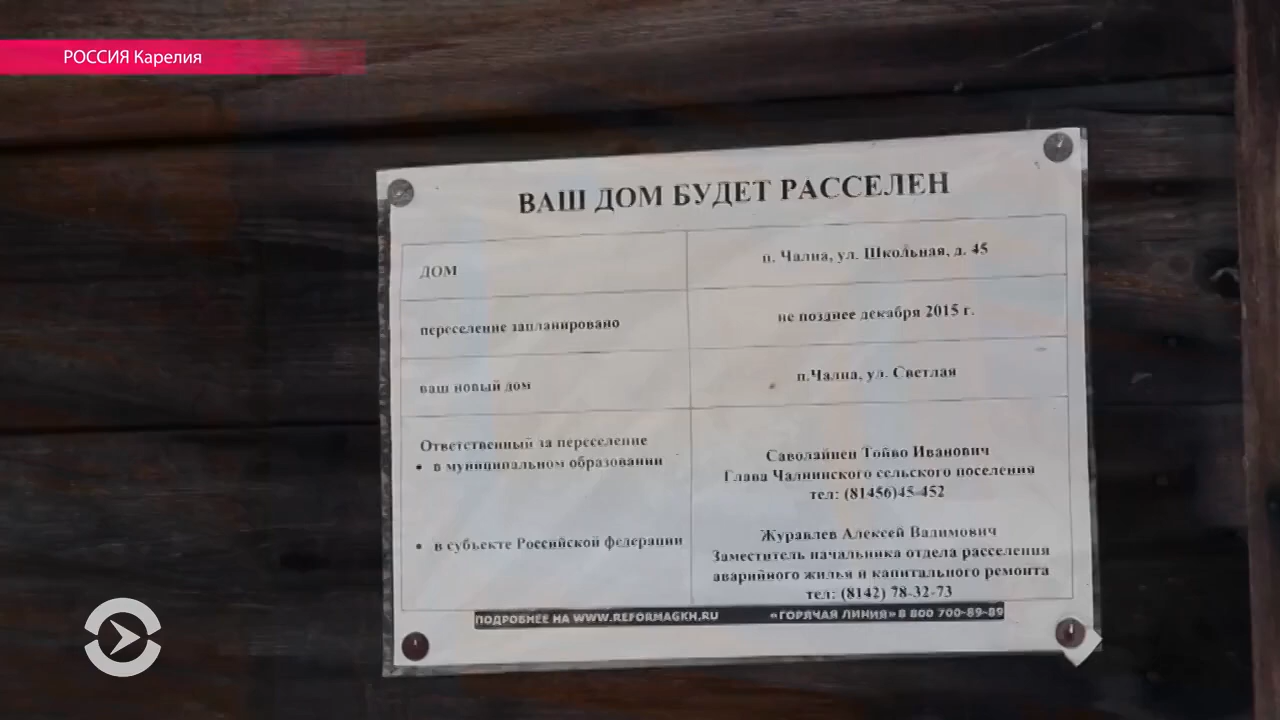 РОССИЯ Карелия
ВАШ ДОМ БУДЕТ РАССЕЛЕН
ДОМ
п. Чална, ул. Школьная, д. 45
переселение запланировано
не позднее декабря 2015 г.
ваш новый дом
п.Чална, ул. Светлая
Ответственный за переселение
• в муниципальном образовании
Саволайнен Тойво Иванович
Глава Чалнинского сельского поселения
тел: (81456)45-452
• в субъекте Российской федерации
Журавлев Алексей Вадимович
Заместитель начальника отдела расселения
аварийного жилья и капитального ремонта
тел: (8142) 78-32-73
ПОДРОБНЕЕ НА WWW.REFORMAGKH.RU «ГОРЯЧАЯ ЛИНИЯ» 8 800 700-89-89